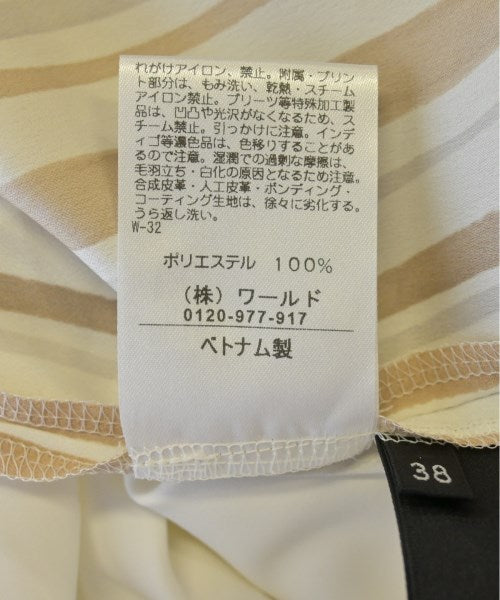 れがけアイロン、禁止。附属・プリン
ト部分は、もみ洗い、乾熱・スチーム
アイロン禁止。プリーツ等特殊加工製
品は、凹凸や光沢がなくなるため、ス
チーム禁止。引っかけに注意。インデ
ィゴ等濃色品は、色移りすることがあ
るので注意。湿潤での過剰な摩擦は、
毛羽立ち・白化の原因となるため注意。
合成皮革・人工皮革・ボンディング・
コーティング生地は、徐々に劣化する。
うら返し洗い。
W-32
ポリエステル 100%
(株) ワールド
0120-977-917
ベトナム製
38